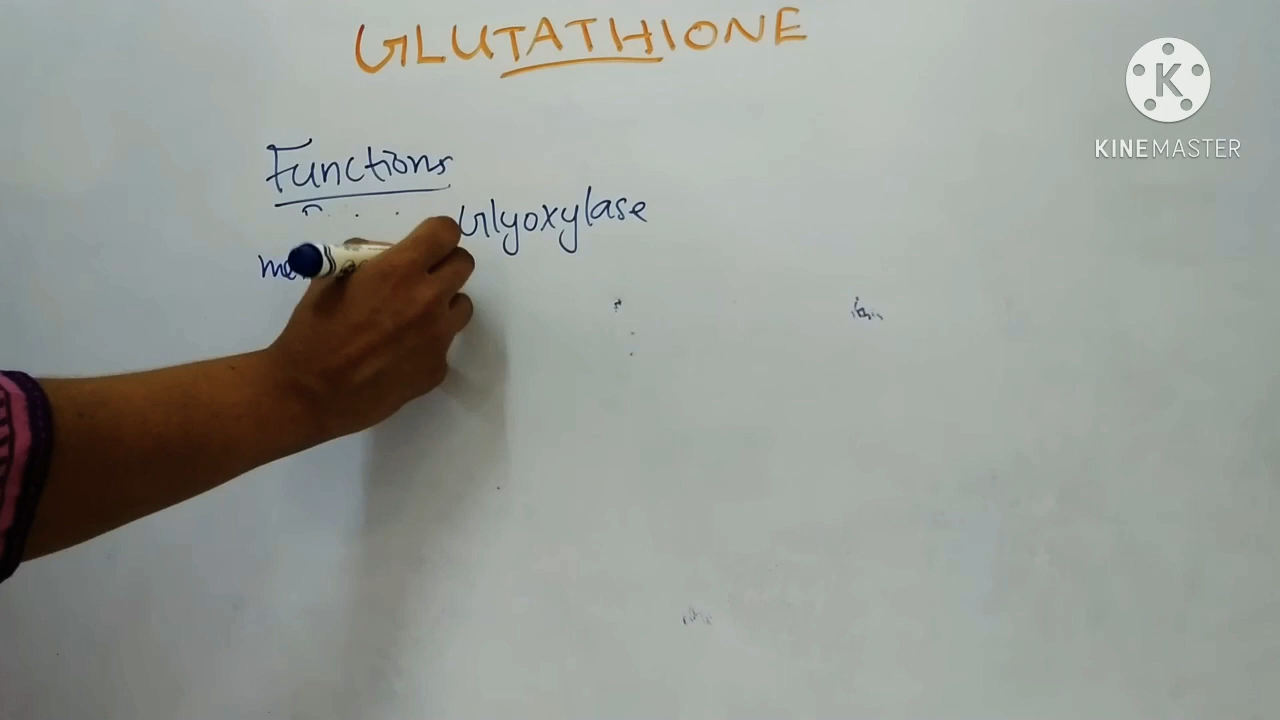 GLUTATHIONE
K
KINEMASTER
Functions
Glyoxylase